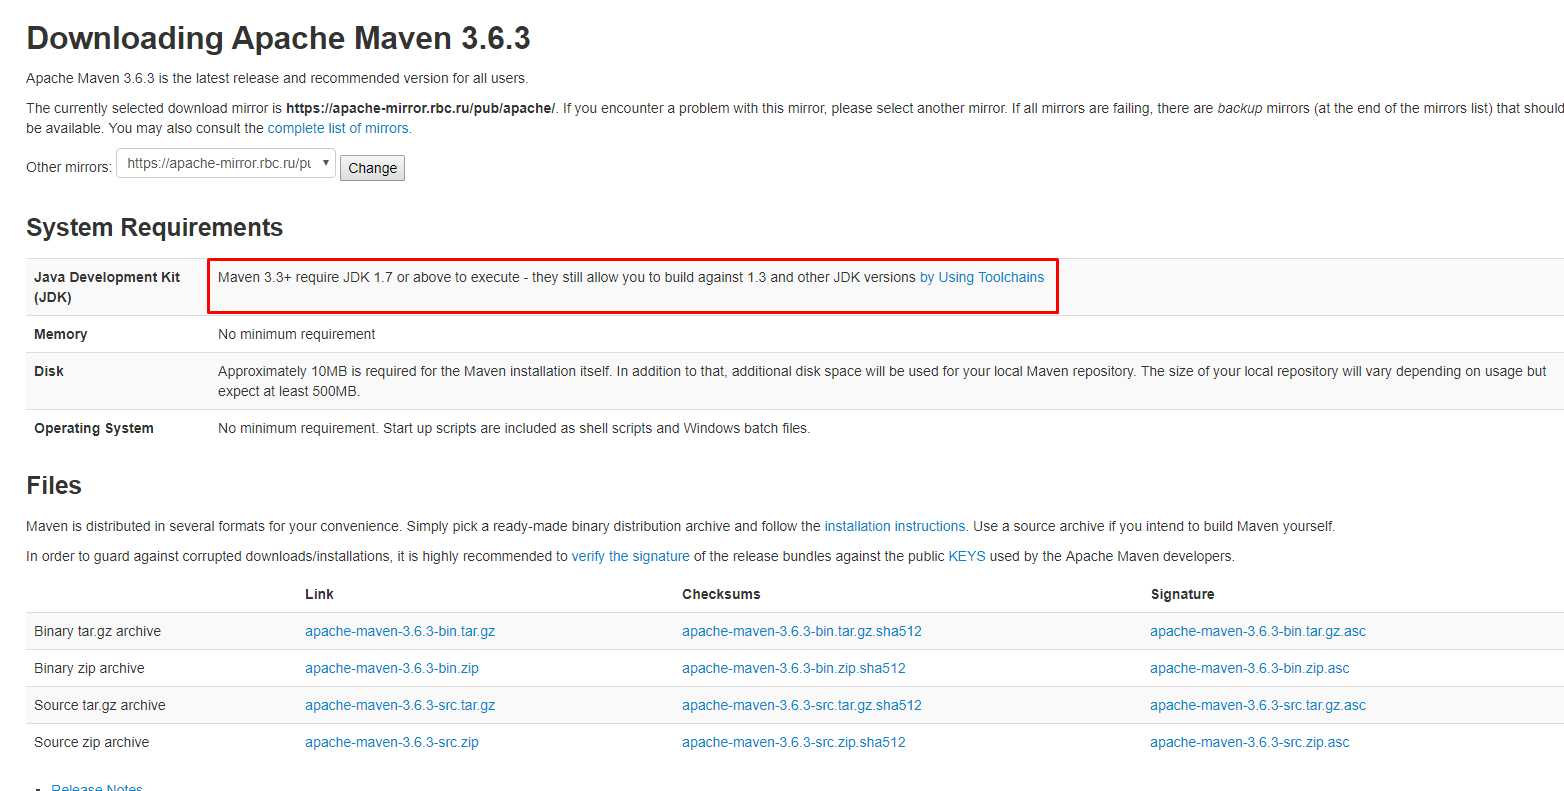 Downloading Apache Maven 3.6.3
Apache Maven 3.6.3 is the latest release and recommended version for all users.
The currently selected download mirror is https://apache-mirror.rbc.ru/pub/apache/. If you encounter a problem with this mirror, please select another mirror. If all mirrors are failing, there are backup mirrors (at the end of the mirrors list) that should
be available. You may also consult the complete list of mirrors.
Other mirrors: https://apache-mirror.rbc.ru/pu Change
System Requirements
Java Development Kit Maven 3.3+ require JDK 1.7 or above to execute - they still allow you to build against 1.3 and other JDK versions by Using Toolchains
(JDK)
Memory No minimum requirement
Disk Approximately 10MB is required for the Maven installation itself. In addition to that, additional disk space will be used for your local Maven repository. The size of your local repository will vary depending on usage but
expect at least 500MB.
Operating System No minimum requirement. Start up scripts are included as shell scripts and Windows batch files.
Files
Maven is distributed in several formats for your convenience. Simply pick a ready-made binary distribution archive and follow the installation instructions. Use a source archive if you intend to build Maven yourself.
In order to guard against corrupted downloads/installations, it is highly recommended to verify the signature of the release bundles against the public KEYS used by the Apache Maven developers.
Link Checksums Signature
Binary tar.gz archive apache-maven-3.6.3-bin.tar.gz apache-maven-3.6.3-bin.tar.gz.sha512 apache-maven-3.6.3-bin.tar.gz.asc
Binary zip archive apache-maven-3.6.3-bin.zip apache-maven-3.6.3-bin.zip.sha512 apache-maven-3.6.3-bin.zip.asc
Source tar.gz archive apache-maven-3.6.3-src.tar.gz apache-maven-3.6.3-src.tar.gz.sha512 apache-maven-3.6.3-src.tar.gz.asc
Source zip archive apache-maven-3.6.3-src.zip apache-maven-3.6.3-src.zip.sha512 apache-maven-3.6.3-src.zip.asc
Release Notes